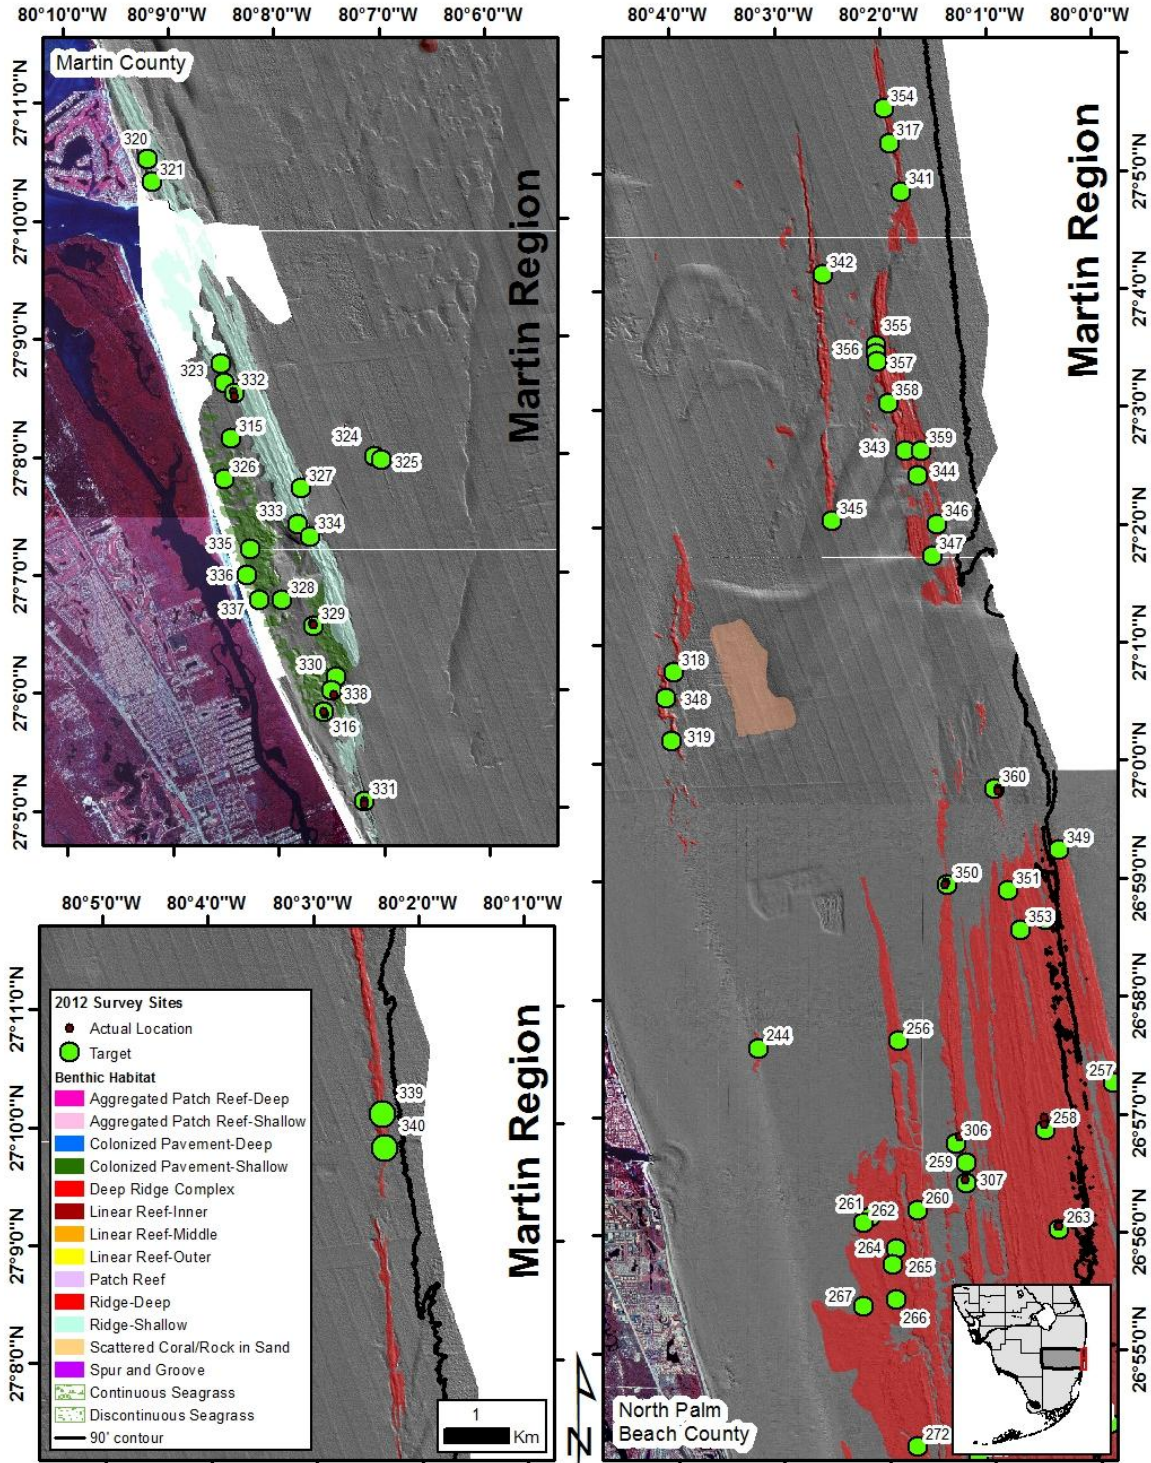 80°10'0"W 80°9'0"W 80°8'0"W 80°7'0"W 80°6'0"W
80°4'0"W 80°3'0"W 80°2'0"W 80°1'0"W 80°0'0"W
Martin County
27°11'0"N
27°10'0"N
27°9'0"N
27°8'0"N
27°7'0"N
27°6'0"N
27°5'0"N
320
321
323
332
315
326
324
325
327
333
334
335
336
328
337
329
330
338
316
331
Martin Region
354
317
341
342
355
356
357
358
343
359
344
345
346
347
318
348
319
360
349
350
351
353
244
256
257
258
306
259
307
261
262
260
263
264
265
267
266
272
Martin Region
27°5'0"N
27°4'0"N
27°3'0"N
27°2'0"N
27°1'0"N
27°0'0"N
26°59'0"N
26°58'0"N
26°57'0"N
26°56'0"N
26°55'0"N
North Palm
Beach County
80°5'0"W 80°4'0"W 80°3'0"W 80°2'0"W 80°1'0"W
27°11'0"N
27°10'0"N
27°9'0"N
27°8'0"N
339
340
Martin Region
2012 Survey Sites
Actual Location
Target
Benthic Habitat
Aggregated Patch Reef-Deep
Aggregated Patch Reef-Shallow
Colonized Pavement-Deep
Colonized Pavement-Shallow
Deep Ridge Complex
Linear Reef-Inner
Linear Reef-Middle
Linear Reef-Outer
Patch Reef
Ridge-Deep
Ridge-Shallow
Scattered Coral/Rock in Sand
Spur and Groove
Continuous Seagrass
Discontinuous Seagrass
90' contour
1
Km
N